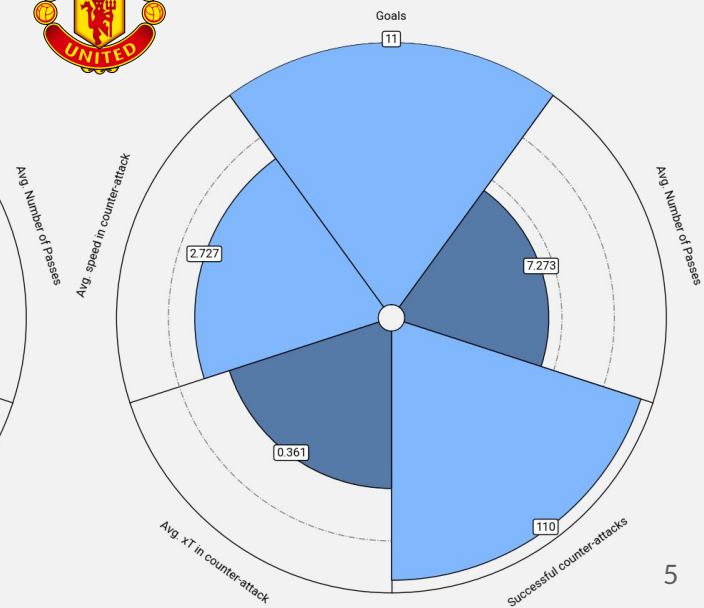 UNITED
Goals
11
Avg. Number of Passes
Avg. speed in counter-attack
Avg. Number of Passes
2.727
7.273
0.361
110
Avg. xT in counter-attack
Successful counter-attacks
5